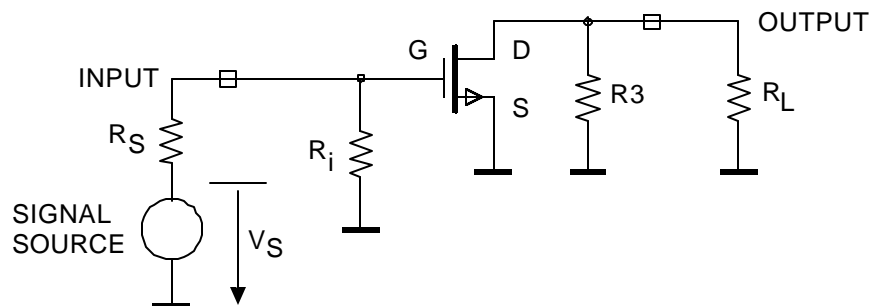 OUTPUT
G
D
INPUT
R3
RL
S
RS
Ri
SIGNAL
SOURCE
VS